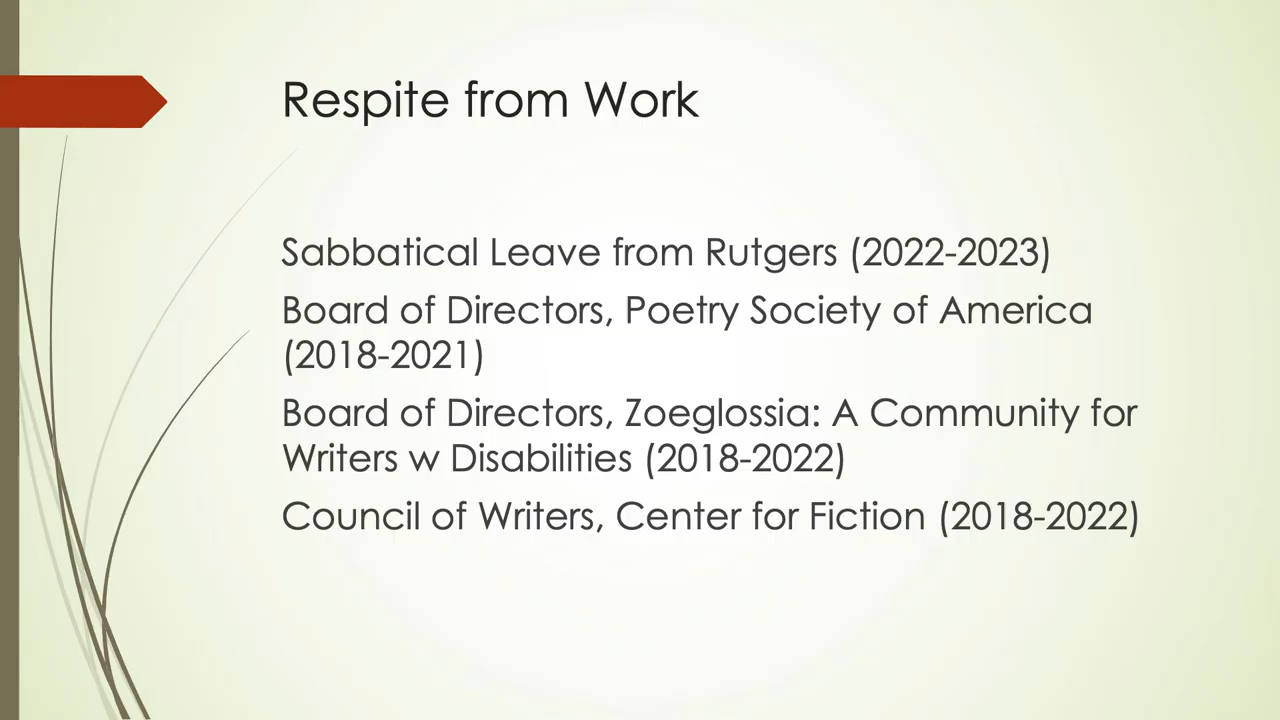 Respite from Work
Sabbatical Leave from Rutgers (2022-2023)
Board of Directors, Poetry Society of America
(2018-2021)
Board of Directors, Zoeglossia: A Community for
Writers w Disabilities (2018-2022)
Council of Writers, Center for Fiction (2018-2022)